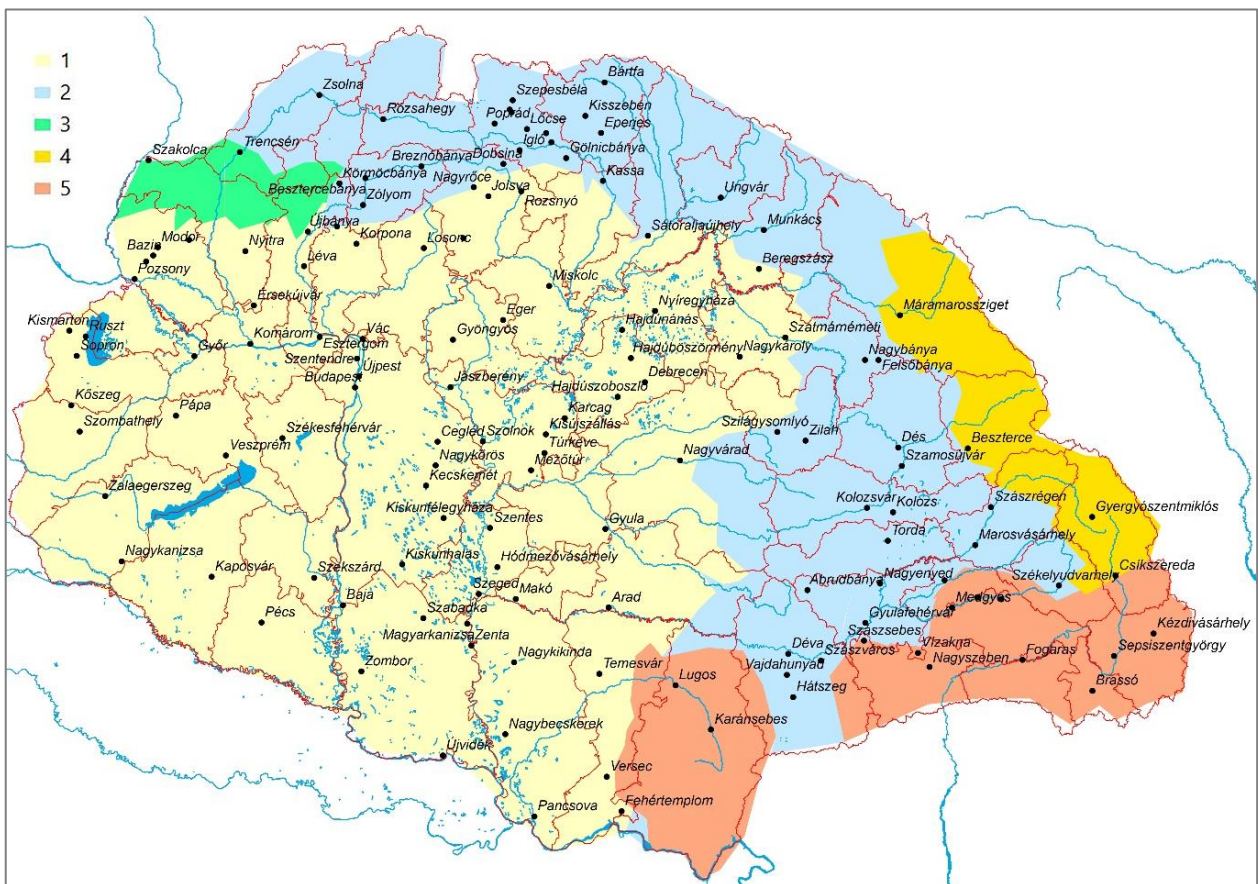 1
2
3
4
5
Bártfa
Zsolna
Szepesbéla
Kisszeben
Rózsahegy
Poprád
Lőcse
Eperjes
Igló
Szakolca
Trencsén
Breznóbánya
Dobsina
Gölnicbánya
Körmöcbánya
Besztercebánya
Nagyrőce
Jolsva
Kassa
Zólyom
Rozsnyó
Ungvár
Újbánya
Korpona
Losonc
Sátoraljaújhely
Munkács
Modor
Bazin
Nyitra
Léva
Beregszász
Pozsony
Miskolc
Érsekújvár
Nyíregyháza
Máramarossziget
Kismarton
Ruszt
Komárom
Vác
Eger
Hajdúnánás
Sopron
Győr
Esztergom
Gyöngyös
Szatmárnémeti
Szentendre
Újpest
Hajdúböszörmény
Nagykároly
Nagybánya
Felsőbánya
Budapest
Jászberény
Debrecen
Hajdúszoboszló
Kőszeg
Pápa
Karcag
Szombathely
Székesfehérvár
Cegléd
Szolnok
Kisújszállás
Szilágysomlyó
Zilah
Dés
Beszterce
Veszprém
Túrkeve
Nagykőrös
Mezőtúr
Nagyvárad
Szamosújvár
Kecskemét
Zalaegerszeg
Kiskunfélegyháza
Szentes
Gyula
Kolozsvár
Kolozs
Szászrégen
Gyergyószentmiklós
Torda
Marosvásárhely
Nagykanizsa
Kaposvár
Szekszárd
Kiskunhalas
Hódmezővásárhely
Abrudbánya
Nagyenyed
Székelyudvarhely
Csikszereda
Szeged
Makó
Arad
Baja
Pécs
Szabadka
Gyulafehérvár
Medgyes
Magyarkanizsa
Zenta
Szászsebes
Kézdivásárhely
Zombor
Nagykikinda
Temesvár
Déva
Szászváros
Vízakna
Sepsiszentgyörgy
Lugos
Vajdahunyad
Nagyszeben
Fogaras
Hátszeg
Brassó
Nagybecskerek
Karánsebes
Újvidék
Versec
Pancsova
Fehértemplom